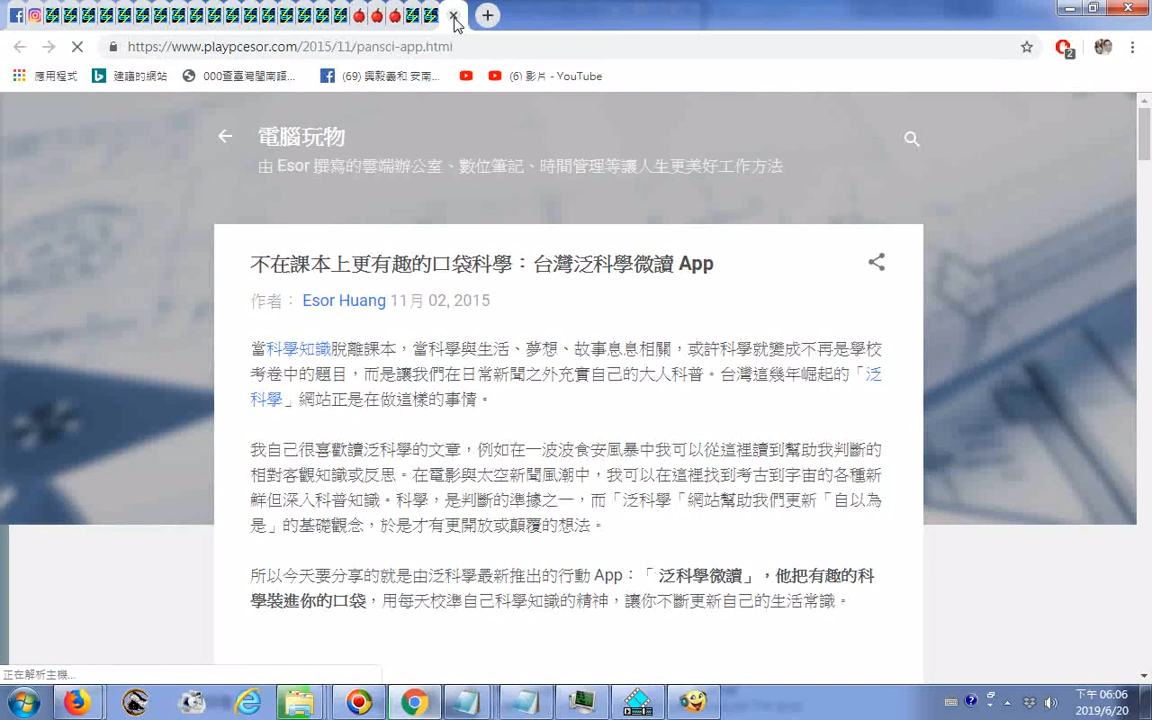 https://www.playpcesor.com/2015/11/pansci-app.html
2
應用程式
建議的網站
000查臺灣閩南語...
(69) 興毅義和 安南...
(6) 影片 - YouTube
電腦玩物
由 Esor 撰寫的雲端辦公室、數位筆記、時間管理等讓人生更美好工作方法
不在課本上更有趣的口袋科學：台灣泛科學微讀 App
作者： Esor Huang 11月 02, 2015
當科學知識脫離課本，當科學與生活、夢想、故事息息相關，或許科學就變成不再是學校
考卷中的題目，而是讓我們在日常新聞之外充實自己的大人科普。台灣這幾年崛起的「泛
科學」網站正是在做這樣的事情。
我自己很喜歡讀泛科學的文章，例如在一波波食安風暴中我可以從這裡讀到幫助我判斷的
相對客觀知識或反思。在電影與太空新聞風潮中，我可以在這裡找到考古到宇宙的各種新
鮮但深入科普知識。科學，是判斷的準據之一，而「泛科學「網站幫助我們更新「自以為
是」的基礎觀念，於是才有更開放或顛覆的想法。
所以今天要分享的就是由泛科學最新推出的行動 App：「 泛科學微讀」，他把有趣的科
學裝進你的口袋，用每天校準自己科學知識的精神，讓你不斷更新自己的生活常識。
正在解析主機...
下午 06:06
2019/6/20